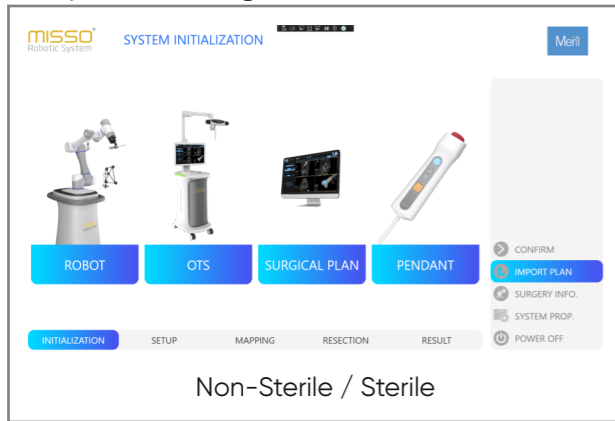 MISSO
Robotic System
SYSTEM INITIALIZATION
Meril
ROBOT
OTS
SURGICAL PLAN
PENDANT
CONFIRM
IMPORT PLAN
SURGERY INFO.
SYSTEM PROP.
POWER OFF
INITIALIZATION
SETUP
MAPPING
RESECTION
RESULT
Non-Sterile / Sterile